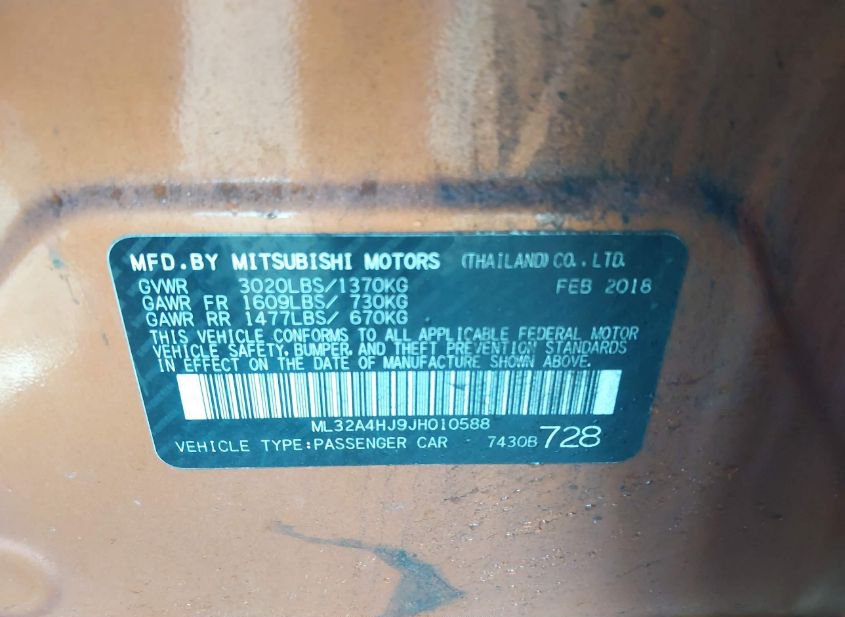 MFD.BY MITSUBISHI MOTORS (THAILAND) CO., LTD.
GVWR 3020LBS/1370KG FEB 2018
GAWR FR 1609LBS/ 730KG
GAWR RR 1477LBS/ 670KG
THIS VEHICLE CONFORMS TO ALL APPLICABLE FEDERAL MOTOR
VEHICLE SAFETY, BUMPER, AND THEFT PREVENTION STANDARDS
IN EFFECT ON THE DATE OF MANUFACTURE SHOWN ABOVE.
ML32A4HJ9JH010588
VEHICLE TYPE:PASSENGER CAR 7430B 728